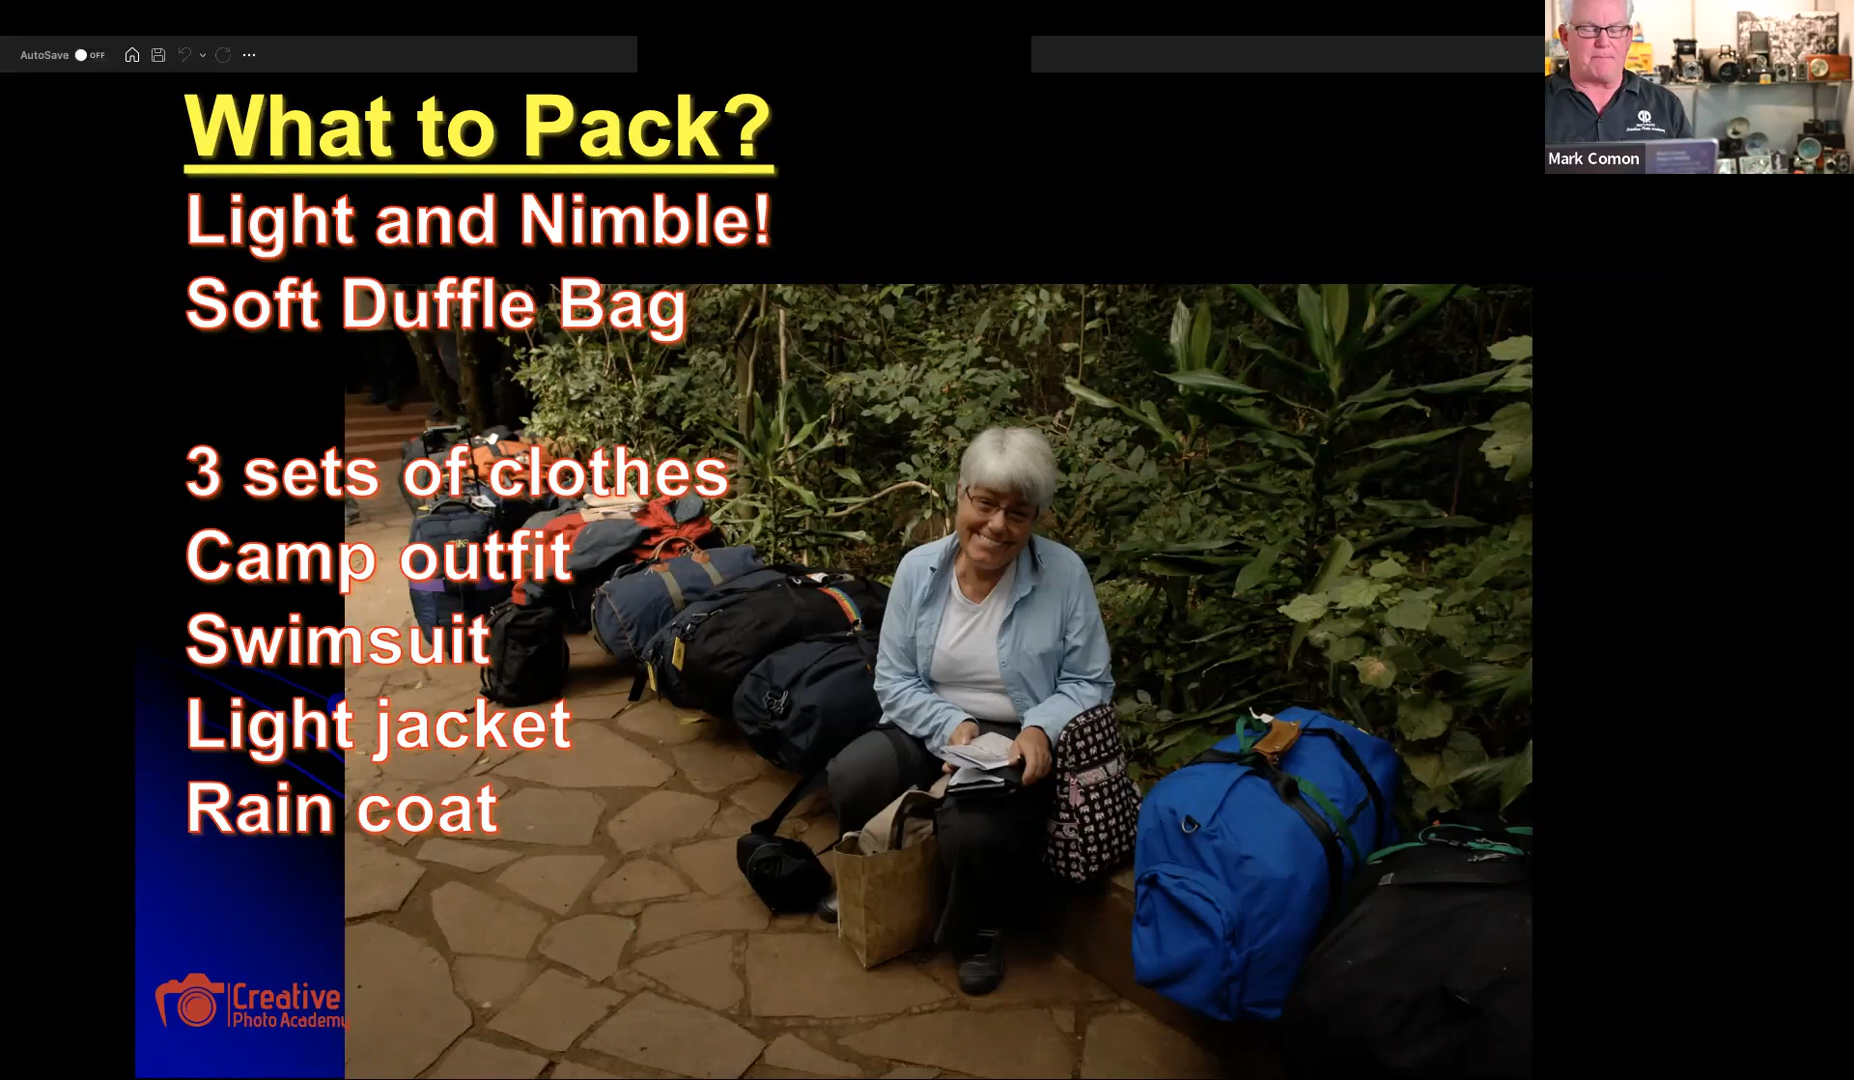 AutoSave OFF
What to Pack?
Light and Nimble!
Soft Duffle Bag
3 sets of clothes
Camp outfit
Swimsuit
Light jacket
Rain coat
Creative
Photo Academy
Mark Comon